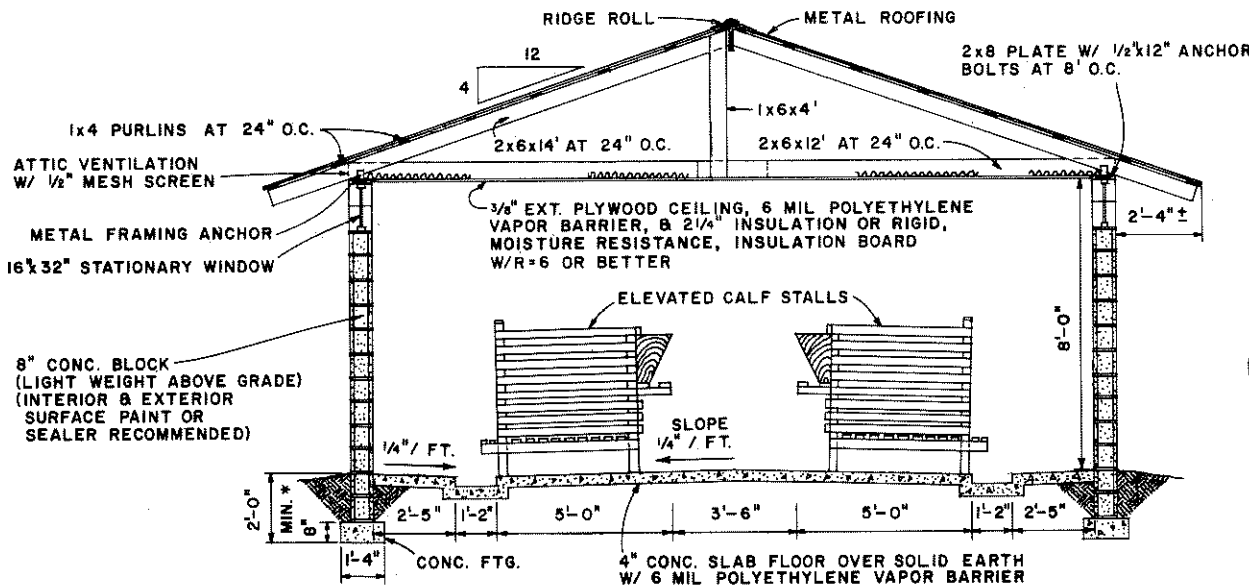 RIDGE ROLL
METAL ROOFING
12
4
2x8 PLATE W/ 1/2"x12" ANCHOR
BOLTS AT 8' O.C.
1x6x4'
1x4 PURLINS AT 24" O.C.
2x6x14' AT 24" O.C.
2x6x12' AT 24" O.C.
ATTIC VENTILATION
W/ 1/2" MESH SCREEN
METAL FRAMING ANCHOR
16"x32" STATIONARY WINDOW
3/8" EXT. PLYWOOD CEILING, 6 MIL POLYETHYLENE
VAPOR BARRIER, & 2 1/4" INSULATION OR RIGID,
MOISTURE RESISTANCE, INSULATION BOARD
W/R=6 OR BETTER
2'-4" ±
ELEVATED CALF STALLS
8'-0"
8" CONC. BLOCK
(LIGHT WEIGHT ABOVE GRADE)
(INTERIOR & EXTERIOR
SURFACE PAINT OR
SEALER RECOMMENDED)
1/4" / FT.
SLOPE
1/4" / FT.
2'-0"
MIN. *
8"
1'-4"
2'-5"
1'-2"
5'-0"
3'-6"
5'-0"
1'-2"
2'-5"
CONC. FTG.
4" CONC. SLAB FLOOR OVER SOLID EARTH
W/ 6 MIL POLYETHYLENE VAPOR BARRIER